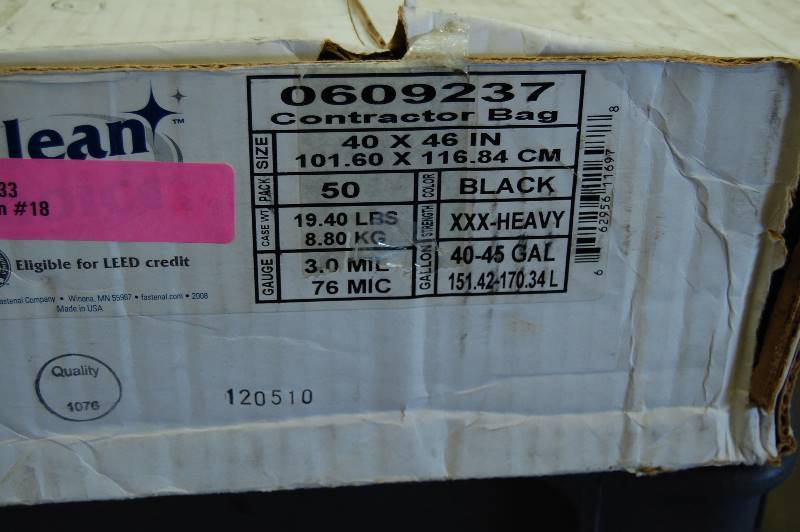 lean™
33
#18
Eligible for LEED credit
Company • Winona, MN 55987 • fastenal.com • 2008
Made in USA
0609237
Contractor Bag
SIZE
40 X 46 IN
101.60 X 116.84 CM
PACK
50
COLOR
BLACK
CASE WT
19.40 LBS
8.80 KG
STRENGTH
XXX-HEAVY
GAUGE
3.0 MIL
76 MIC
GALLON
40-45 GAL
151.42-170.34 L
6 62956 11697 8
Quality
1076
120510